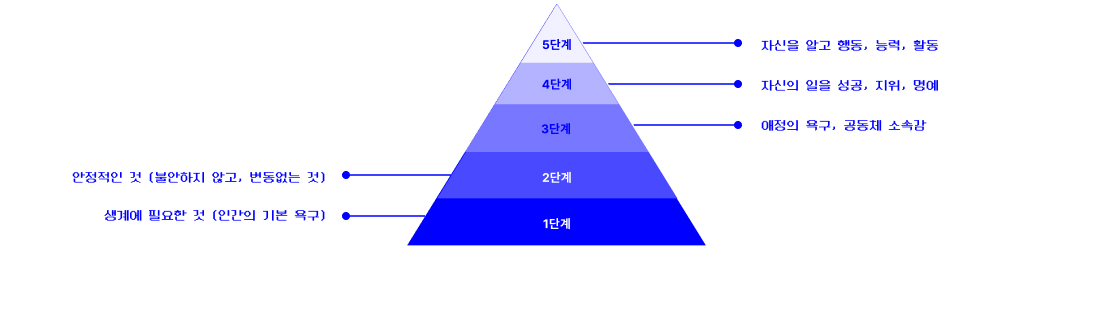 5단계
자신을 알고 행동, 능력, 활동
4단계
자신의 일을 성공, 지위, 명예
3단계
애정의 욕구, 공동체 소속감
안정적인 것 (불안하지 않고, 변동없는 것)
2단계
생계에 필요한 것 (인간의 기본 욕구)
1단계